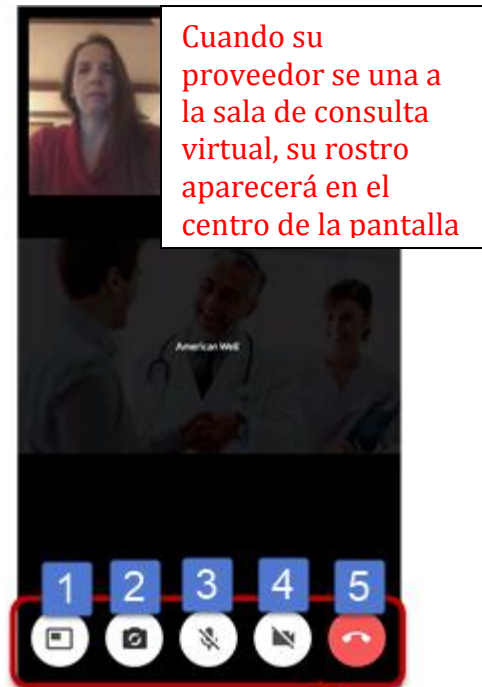 Cuando su
proveedor se una a
la sala de consulta
virtual, su rostro
aparecerá en el
centro de la pantalla
American Well
1 2 3 4 5